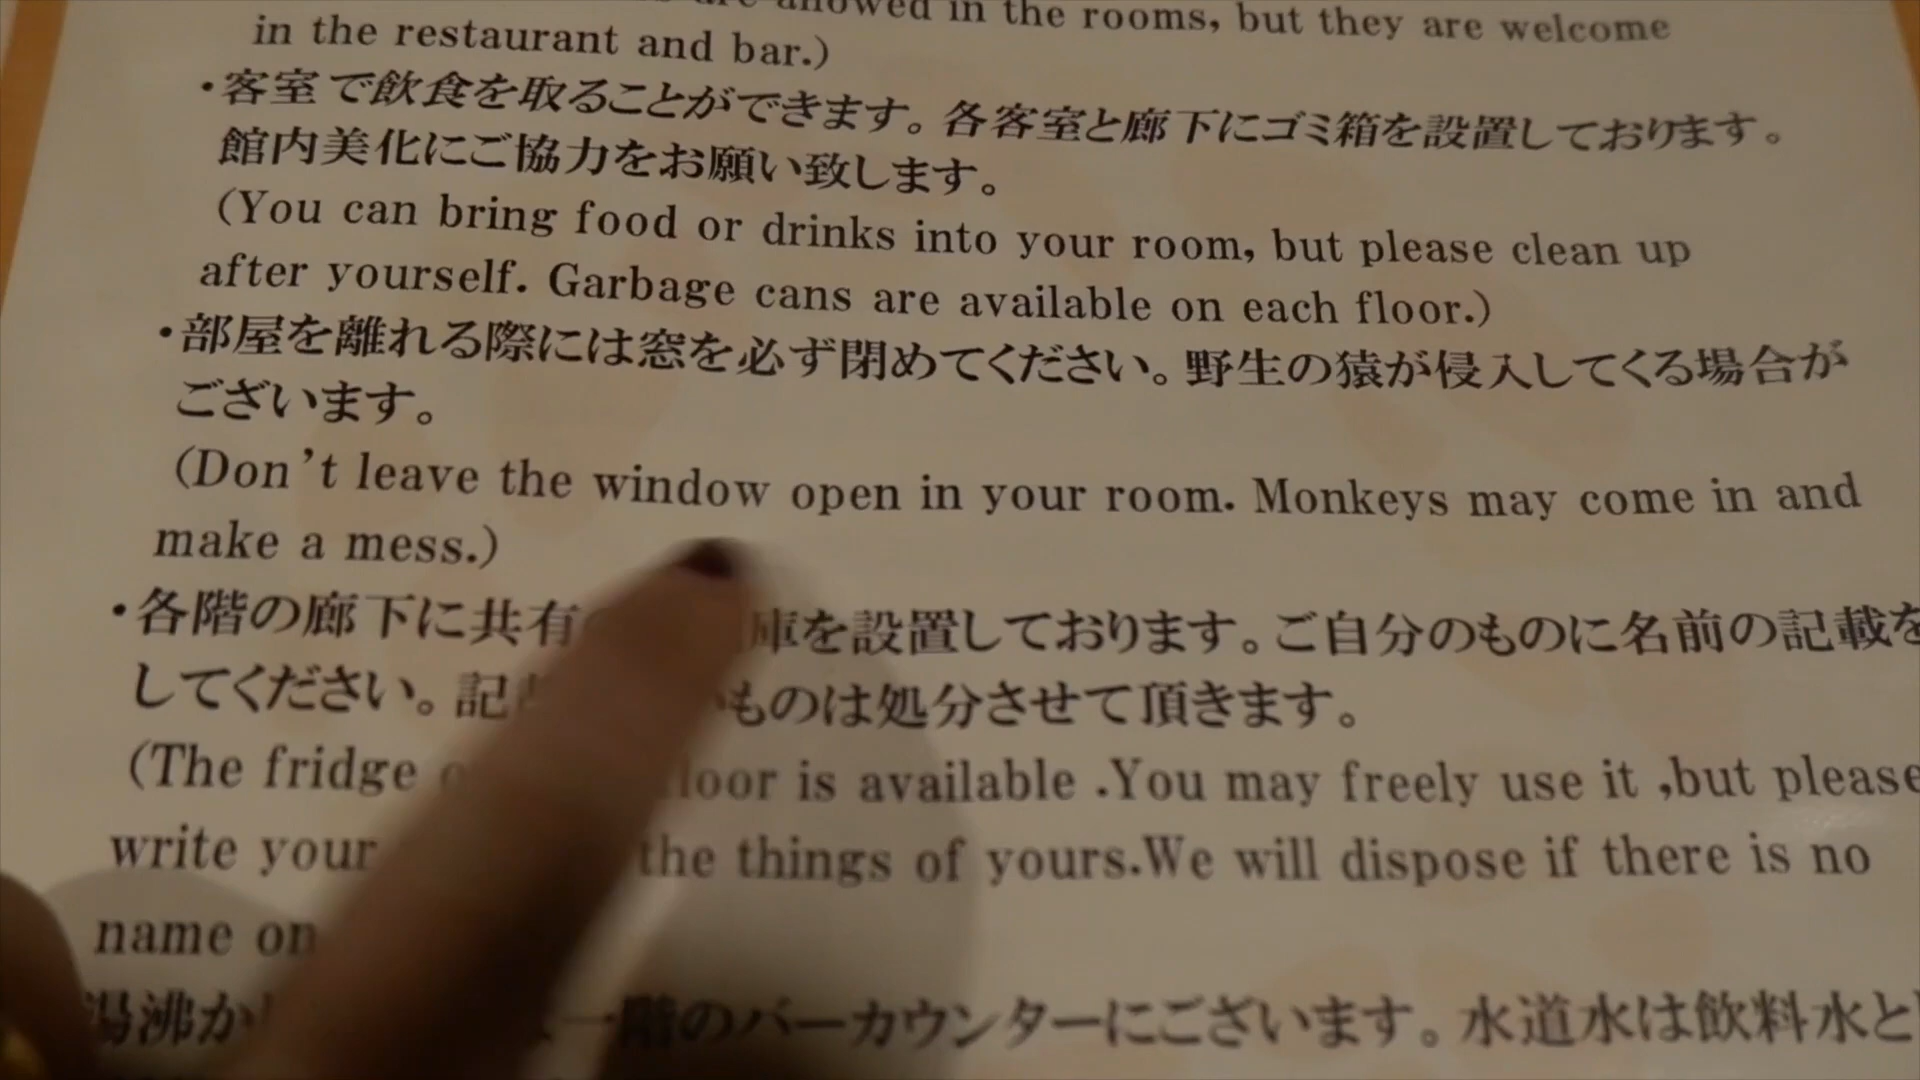 allowed in the rooms, but they are welcome
in the restaurant and bar.)
・客室で飲食を取ることができます。各客室と廊下にゴミ箱を設置しております。
館内美化にご協力をお願い致します。
(You can bring food or drinks into your room, but please clean up
after yourself. Garbage cans are available on each floor.)
・部屋を離れる際には窓を必ず閉めてください。野生の猿が侵入してくる場合が
ございます。
(Don't leave the window open in your room. Monkeys may come in and
make a mess.)
・各階の廊下に共有 庫を設置しております。ご自分のものに名前の記載を
してください。記 ものは処分させて頂きます。
(The fridge loor is available .You may freely use it ,but please
write your the things of yours.We will dispose if there is no
name on
湯沸か 一階のバーカウンターにございます。水道水は飲料水と